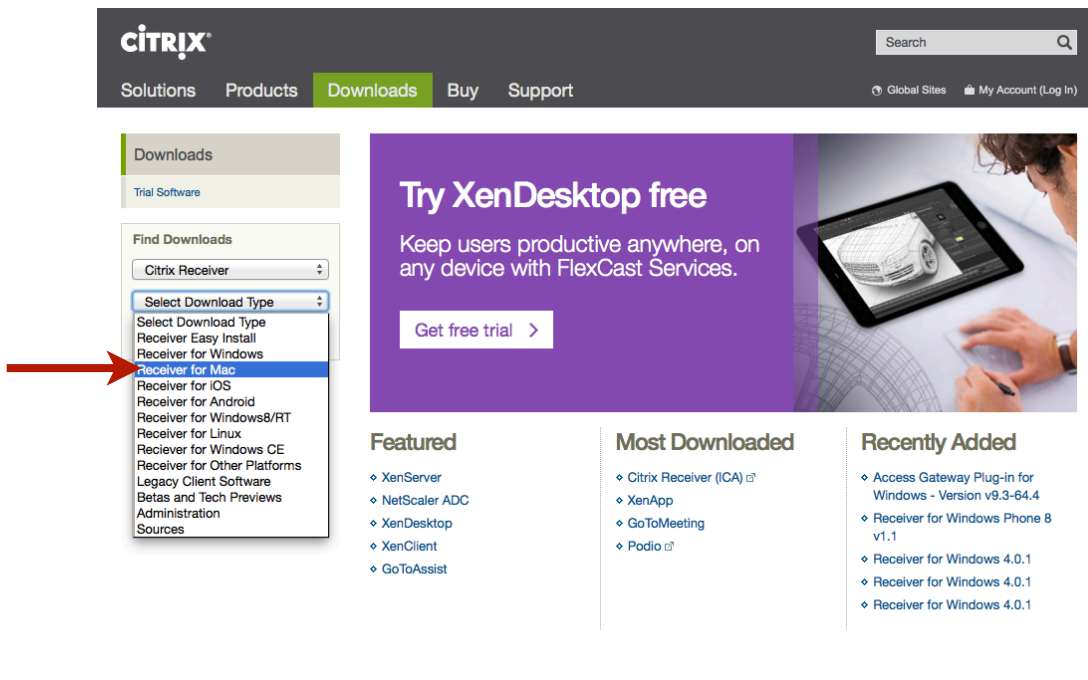 CİTRIX
Search
Solutions Products Downloads Buy Support
Global Sites My Account (Log In)
Downloads
Trial Software
Find Downloads
Citrix Receiver
Select Download Type
Select Download Type
Receiver Easy Install
Receiver for Windows
Receiver for Mac
Receiver for iOS
Receiver for Android
Receiver for Windows8/RT
Receiver for Linux
Reciever for Windows CE
Receiver for Other Platforms
Legacy Client Software
Betas and Tech Previews
Administration
Sources
Try XenDesktop free
Keep users productive anywhere, on
any device with FlexCast Services.
Get free trial
Featured
XenServer
NetScaler ADC
XenDesktop
XenClient
GoToAssist
Most Downloaded
Citrix Receiver (ICA)
XenApp
GoToMeeting
Podio
Recently Added
Access Gateway Plug-in for
Windows - Version v9.3-64.4
Receiver for Windows Phone 8
v1.1
Receiver for Windows 4.0.1
Receiver for Windows 4.0.1
Receiver for Windows 4.0.1